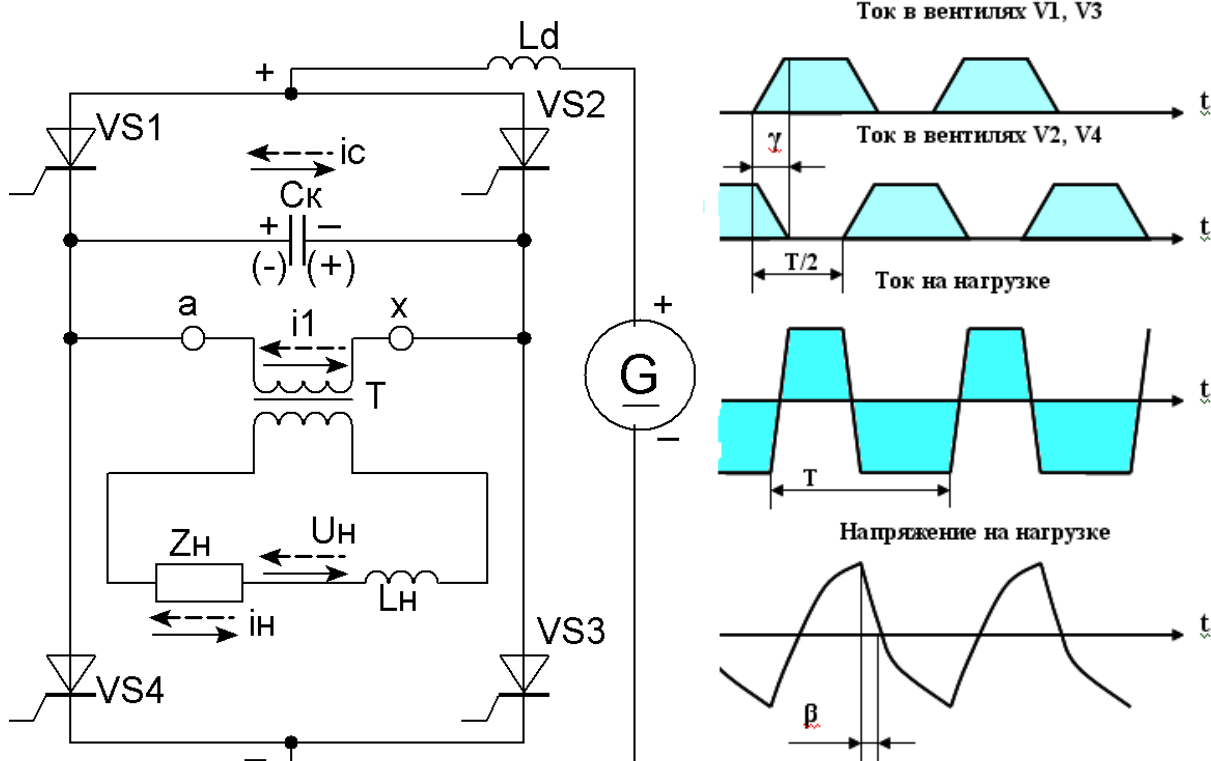 Ld
+
VS1
VS2
ic
Cк
+ −
(-) (+)
a
i1
x
T
+
G
−
Zн
Uн
Lн
iн
VS4
VS3
−
Ток в вентилях V1, V3
t
γ
Ток в вентилях V2, V4
t
T/2
Ток на нагрузке
t
T
Напряжение на нагрузке
t
β